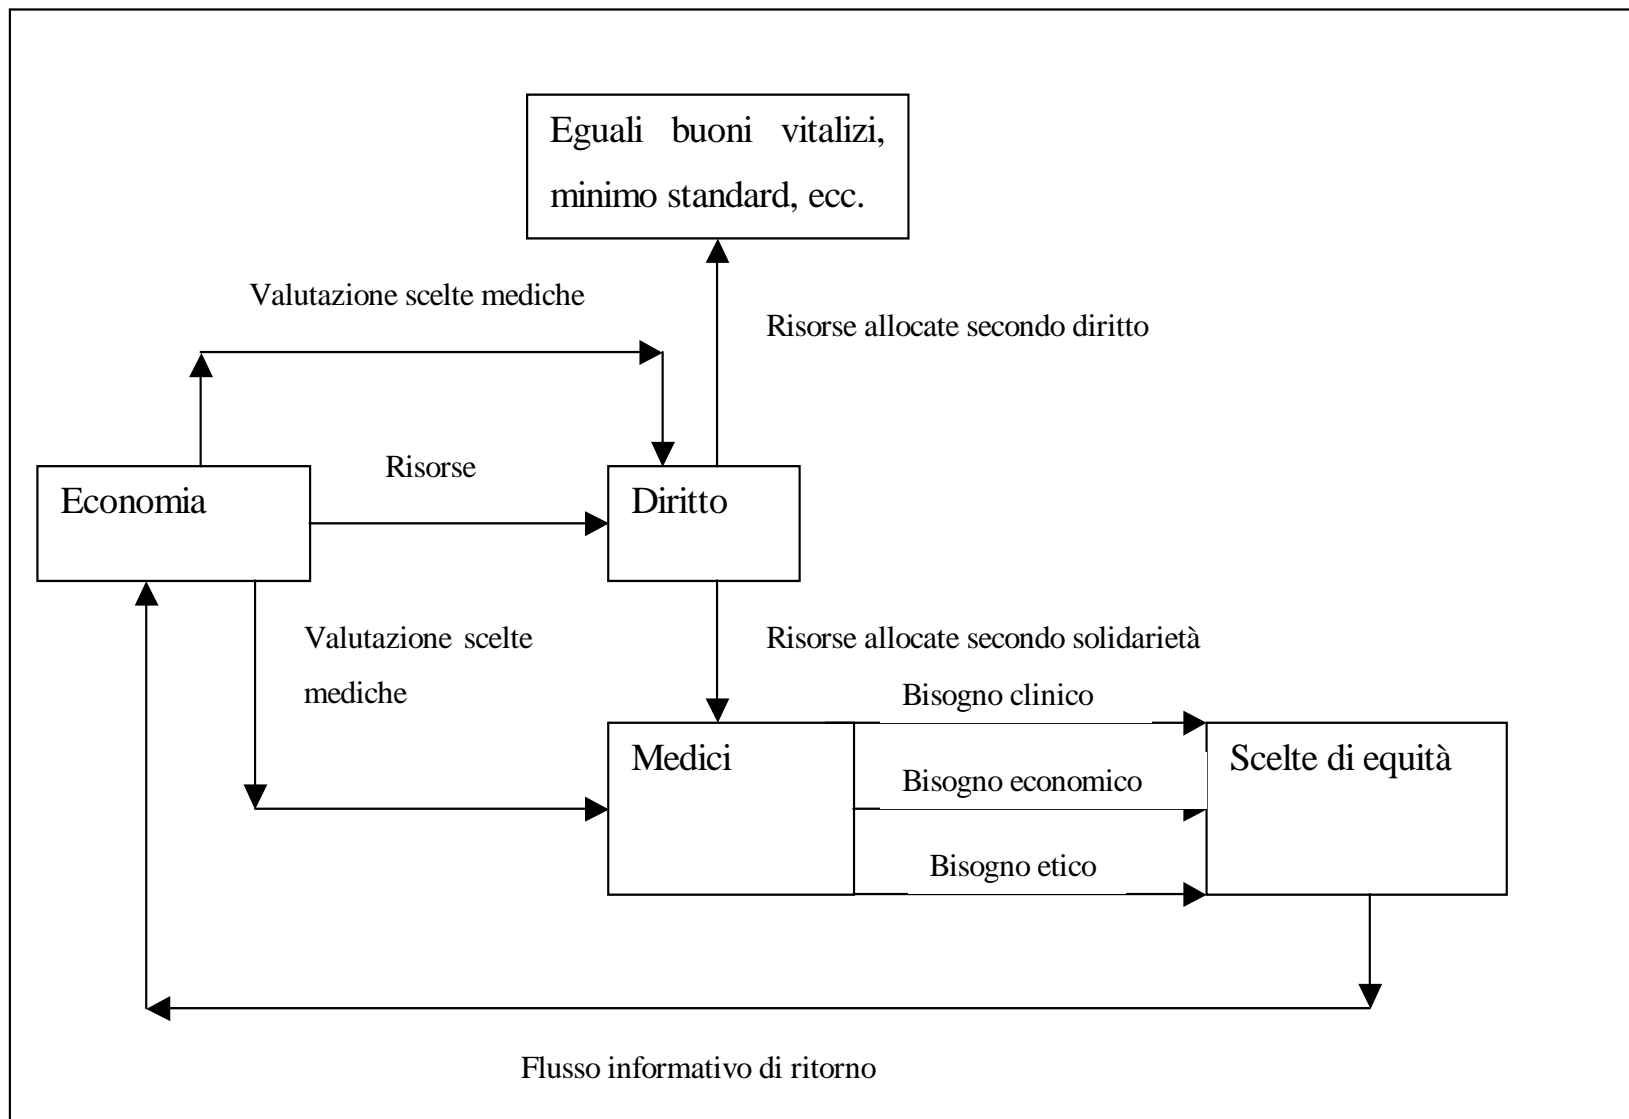 Eguali buoni vitalizi,
minimo standard, ecc.
Valutazione scelte mediche
Risorse allocate secondo diritto
Risorse
Economia
Diritto
Valutazione scelte
mediche
Risorse allocate secondo solidarietà
Bisogno clinico
Medici
Scelte di equità
Bisogno economico
Bisogno etico
Flusso informativo di ritorno